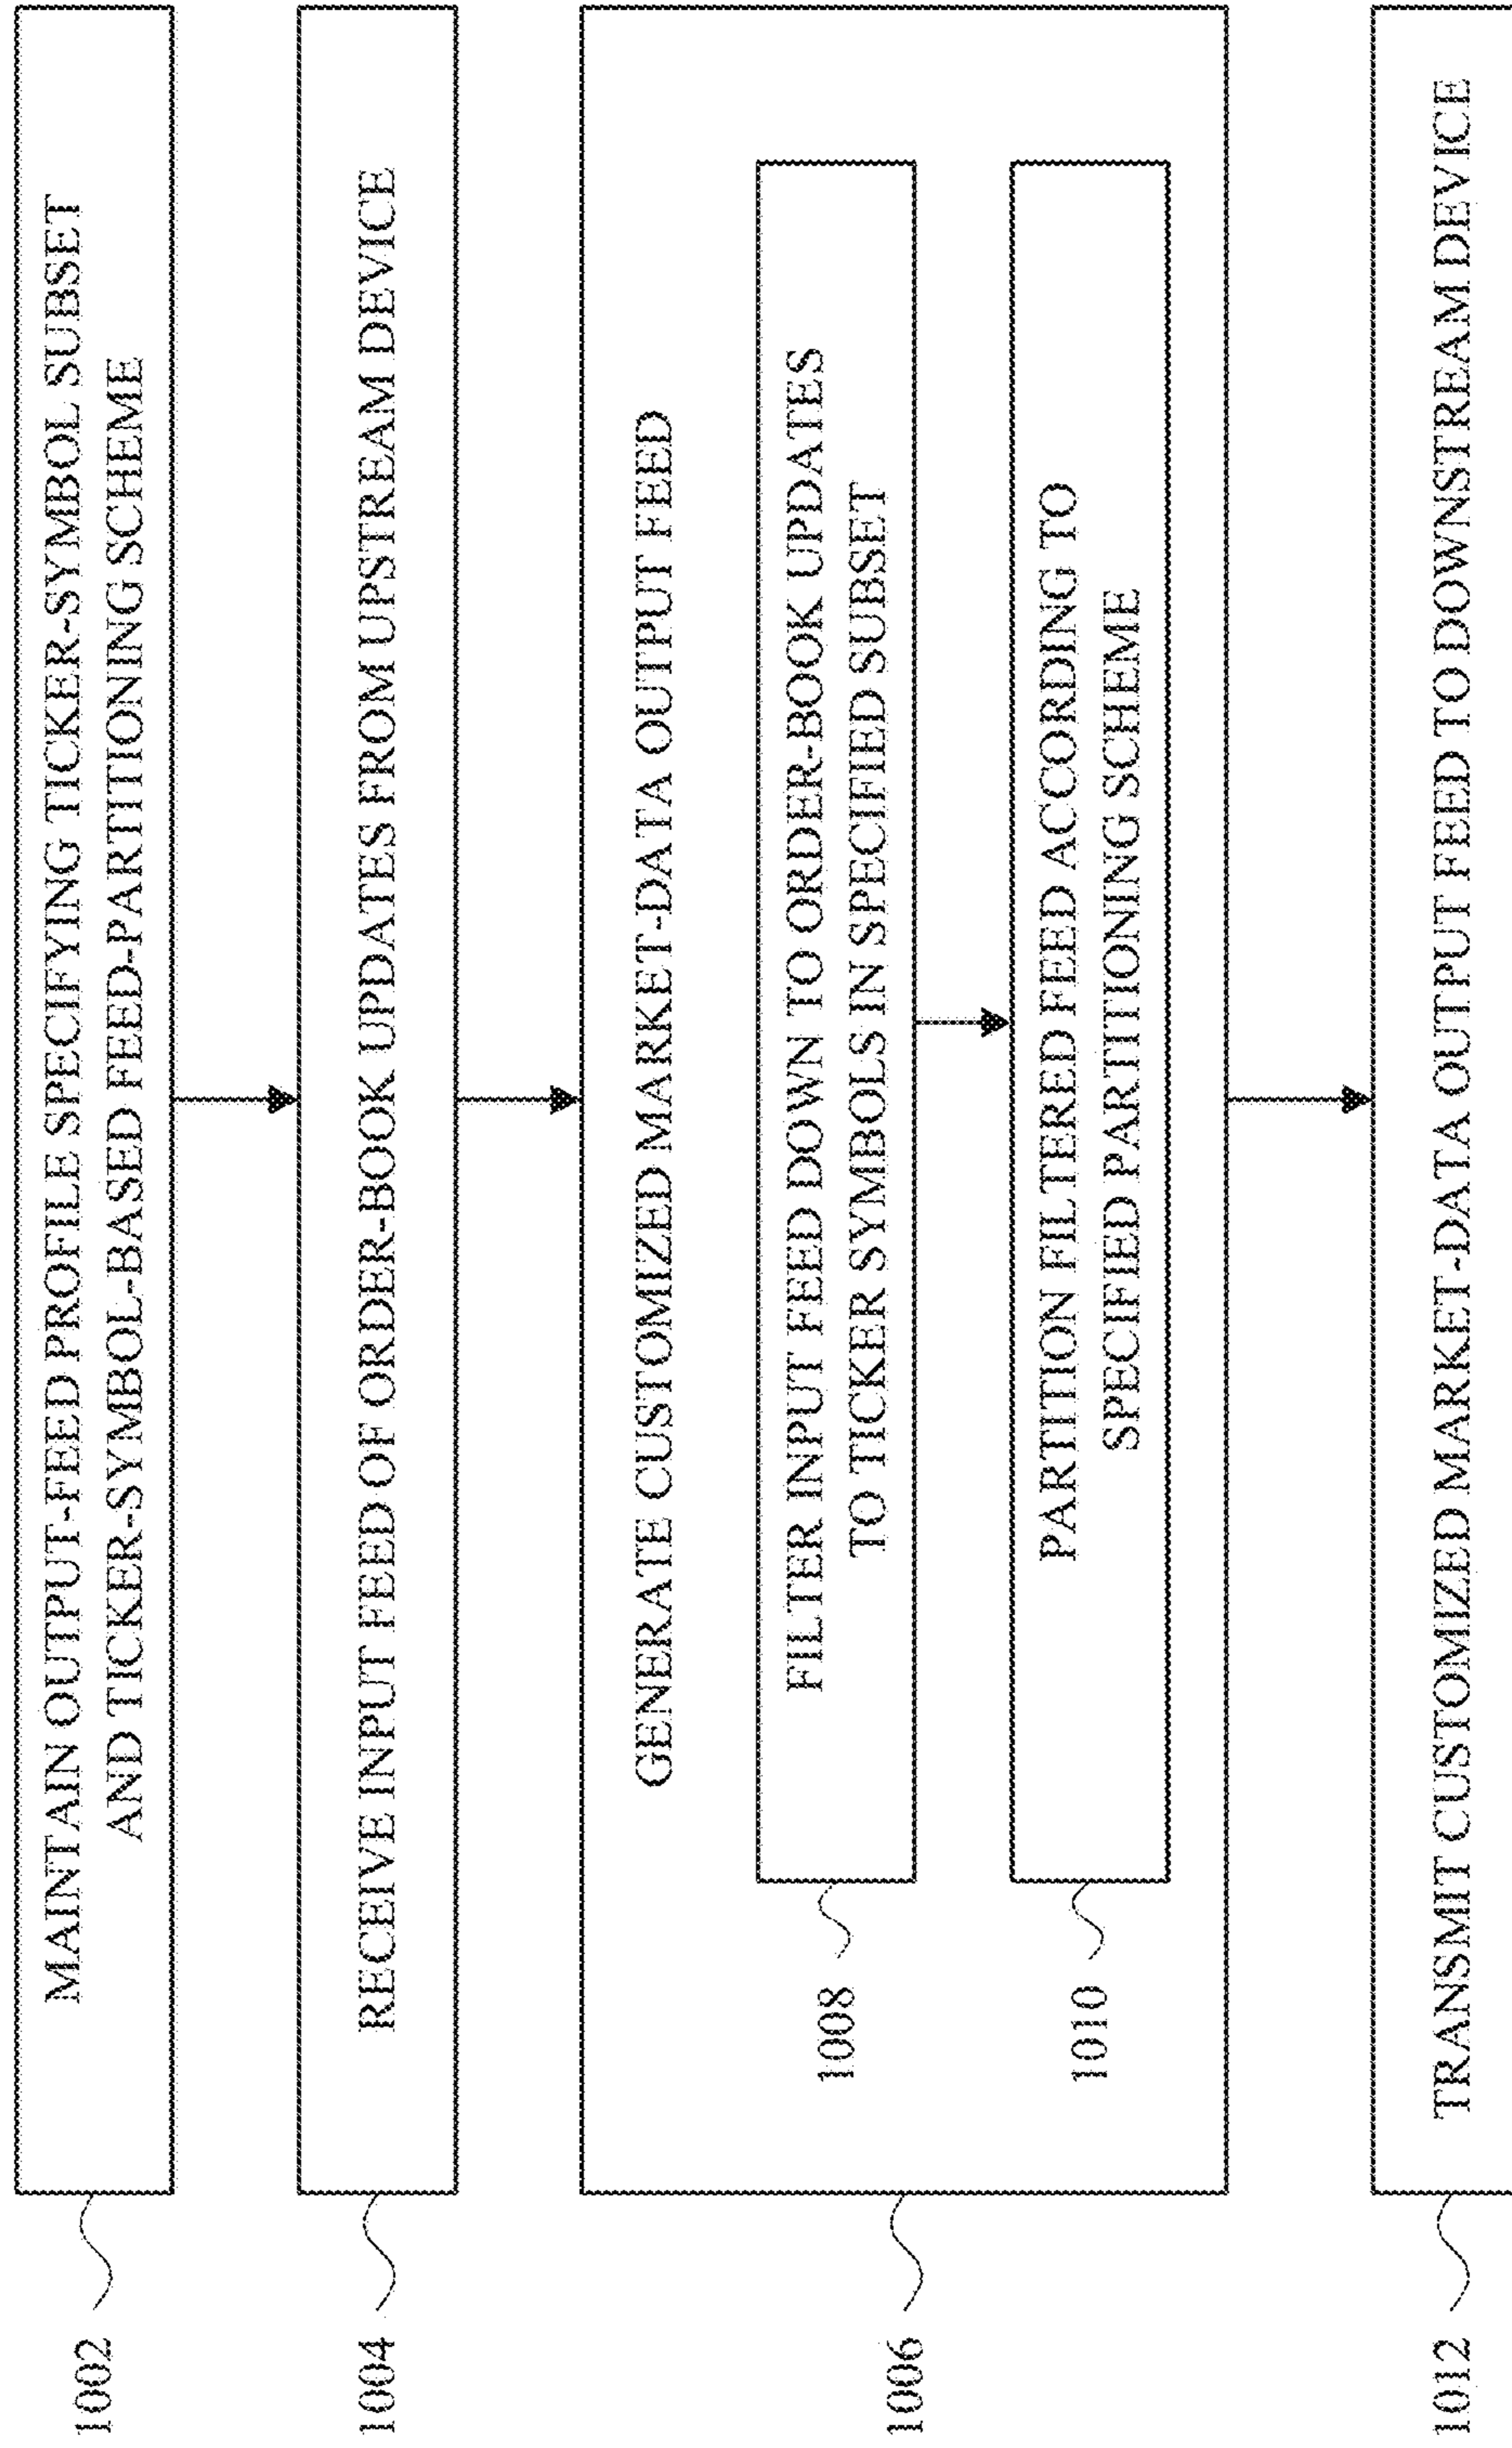 1002
MAINTAIN OUTPUT-FEED PROFILE SPECIFYING TICKER-SYMBOL SUBSET
AND TICKER-SYMBOL-BASED FEED-PARTITIONING SCHEME
1004
RECEIVE INPUT FEED OF ORDER-BOOK UPDATES FROM UPSTREAM DEVICE
1006
GENERATE CUSTOMIZED MARKET-DATA OUTPUT FEED
1008
FILTER INPUT FEED DOWN TO ORDER-BOOK UPDATES
TO TICKER SYMBOLS IN SPECIFIED SUBSET
1010
PARTITION FILTERED FEED ACCORDING TO
SPECIFIED PARTITIONING SCHEME
1012
TRANSMIT CUSTOMIZED MARKET-DATA OUTPUT FEED TO DOWNSTREAM DEVICE